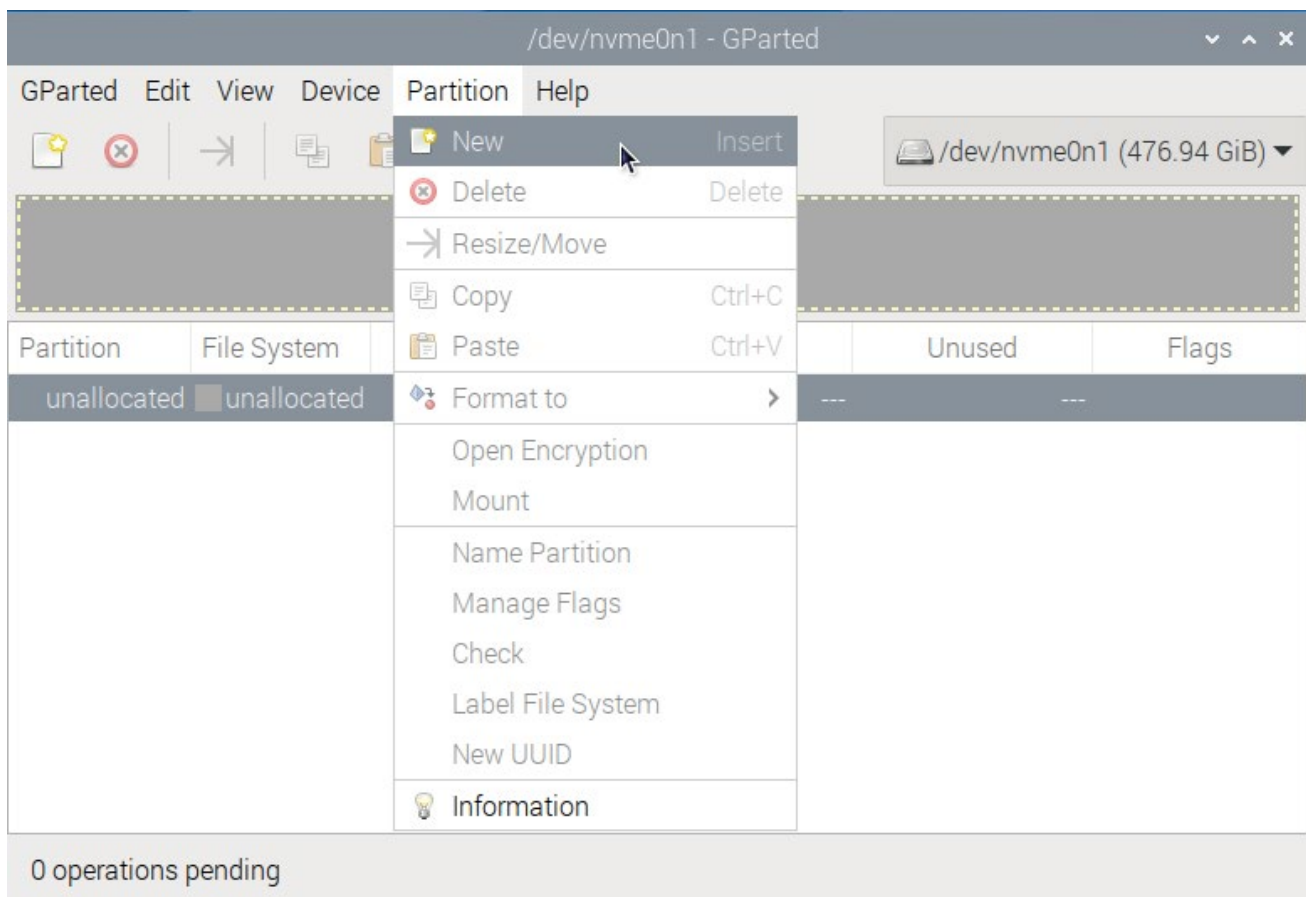 /dev/nvme0n1 - GParted
GParted Edit View Device Partition Help
New Insert
/dev/nvme0n1 (476.94 GiB)
Delete Delete
Resize/Move
Copy Ctrl+C
Partition File System Paste Ctrl+V Unused Flags
unallocated unallocated Format to --- ---
Open Encryption
Mount
Name Partition
Manage Flags
Check
Label File System
New UUID
Information
0 operations pending